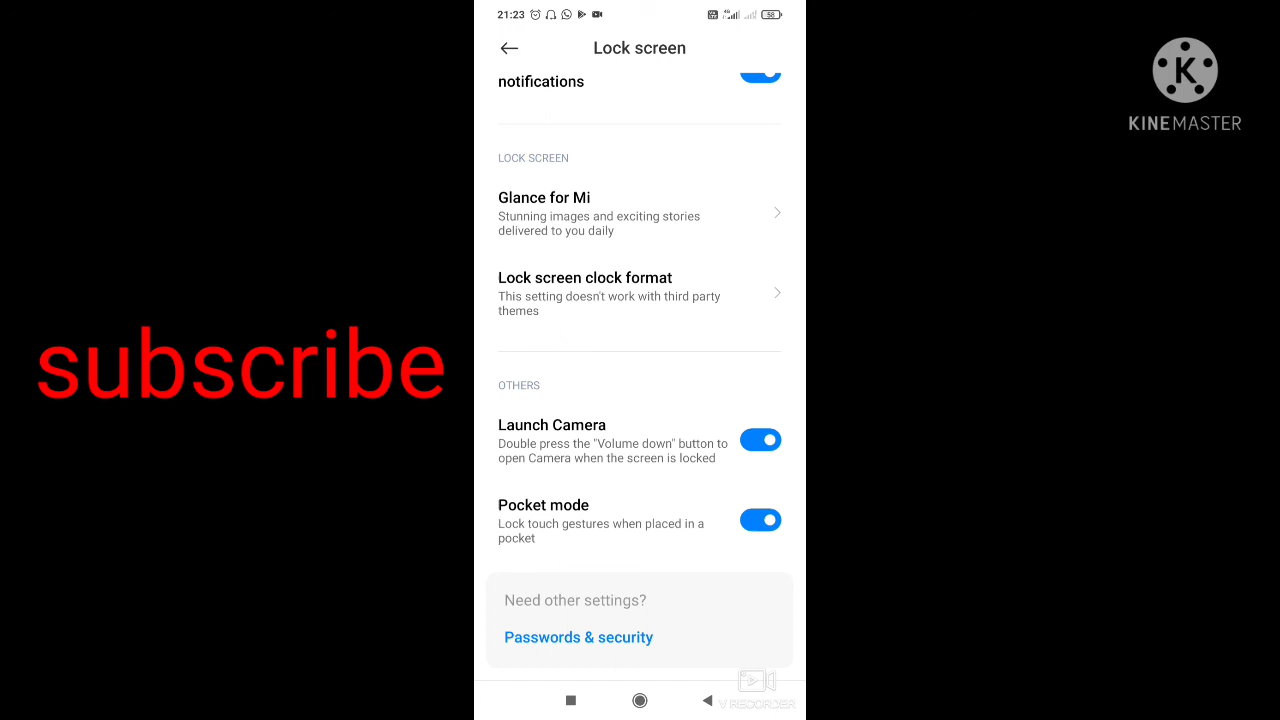 21:23
58
Lock screen
notifications
LOCK SCREEN
Glance for Mi
Stunning images and exciting stories
delivered to you daily
Lock screen clock format
This setting doesn't work with third party
themes
OTHERS
Launch Camera
Double press the "Volume down" button to
open Camera when the screen is locked
Pocket mode
Lock touch gestures when placed in a
pocket
Need other settings?
Passwords & security
V RECORDER
subscribe
K
KINEMASTER